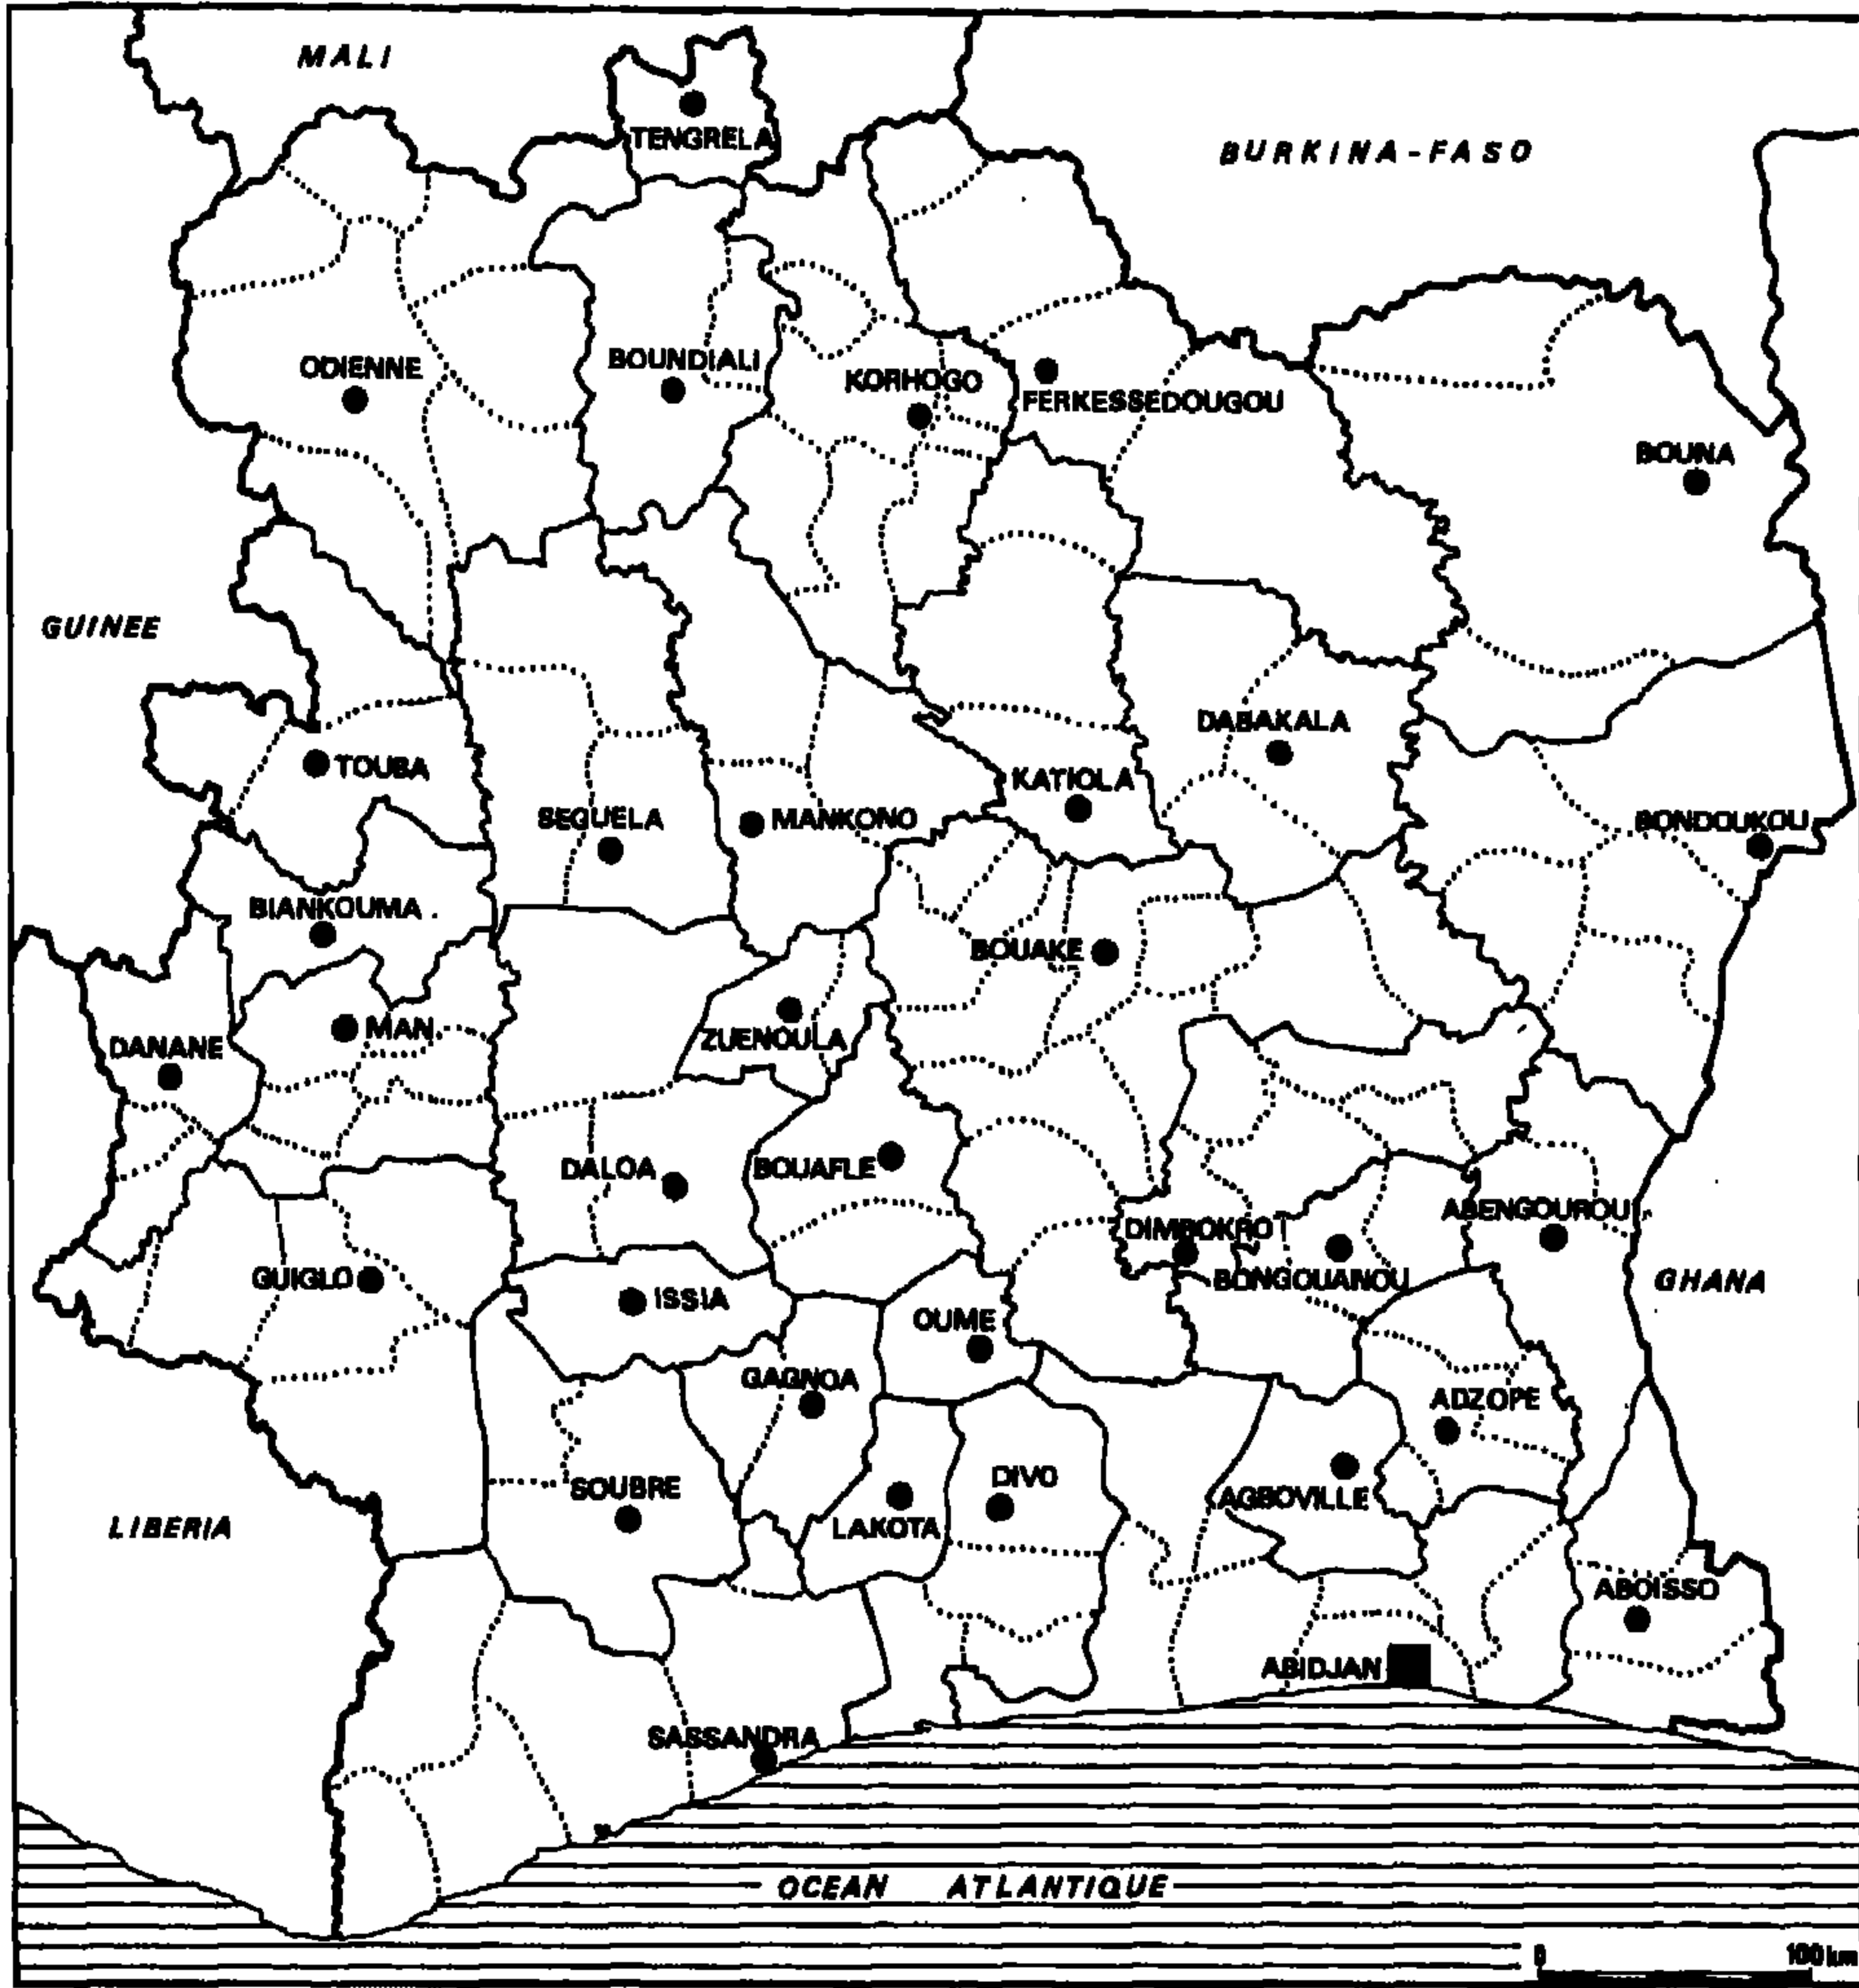 MALI
TENGRELA
BURKINA-FASO
ODIENNE
BOUNDIALI
KORHOGO
FERKESSEDOUGOU
BOUNA
GUINEE
TOUBA
SEGUELA
MANKONO
KATIOLA
DABAKALA
BONDOUKOU
BIANKOUMA
BOUAKE
DANANE
MAN
ZUENOULA
DALOA
BOUAFLE
DIMBOKRO
ABENGOUROU
GUIGLO
ISSIA
BONGOUANOU
GHANA
OUME
GAGNOA
ADZOPE
SOUBRE
LAKOTA
DIVO
AGBOVILLE
LIBERIA
ABOISSO
ABIDJAN
SASSANDRA
OCEAN ATLANTIQUE
0 100 km